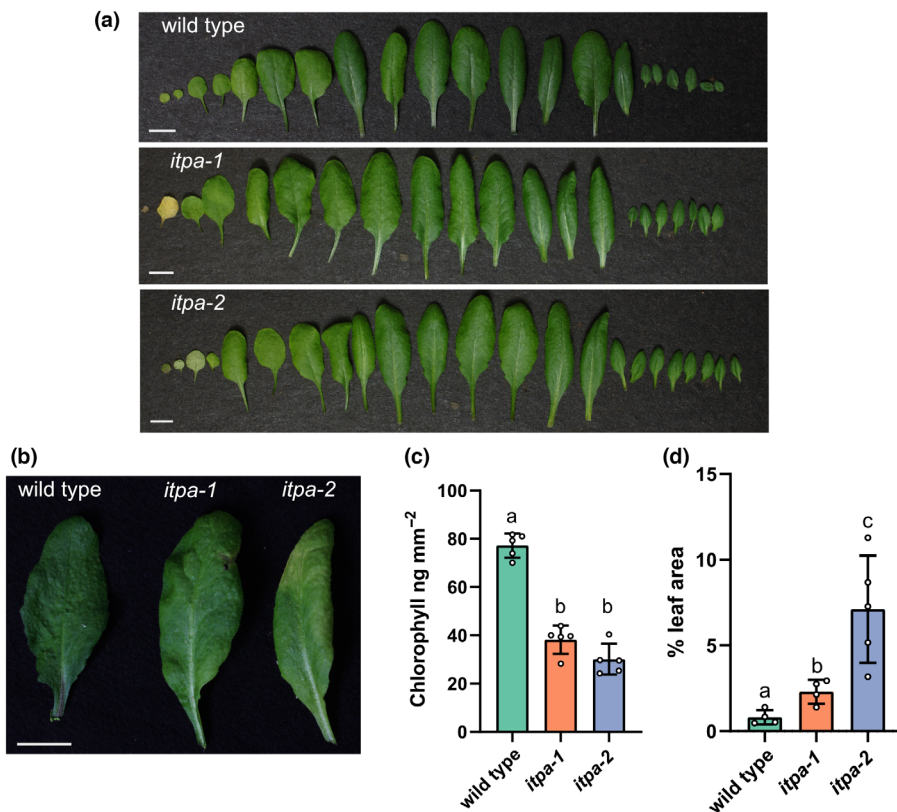 (a)
wild type
itpa-1
itpa-2
(b)
wild type itpa-1 itpa-2
(c)
Chlorophyll ng mm⁻²
100
80
60
40
20
0
a
b
b
wild type
itpa-1
itpa-2
(d)
% leaf area
15
10
5
0
a
b
c
wild type
itpa-1
itpa-2